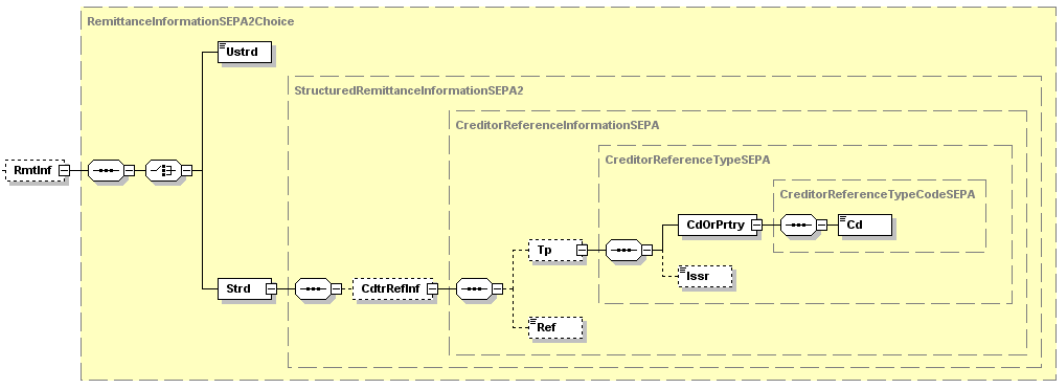 RemittanceInformationSEPA2Choice
Ustrd
StructuredRemittanceInformationSEPA2
CreditorReferenceInformationSEPA
CreditorReferenceTypeSEPA
RmtInf
CreditorReferenceTypeCodeSEPA
CdOrPrtry
Cd
Tp
Issr
Strd
CdtrRefInf
Ref